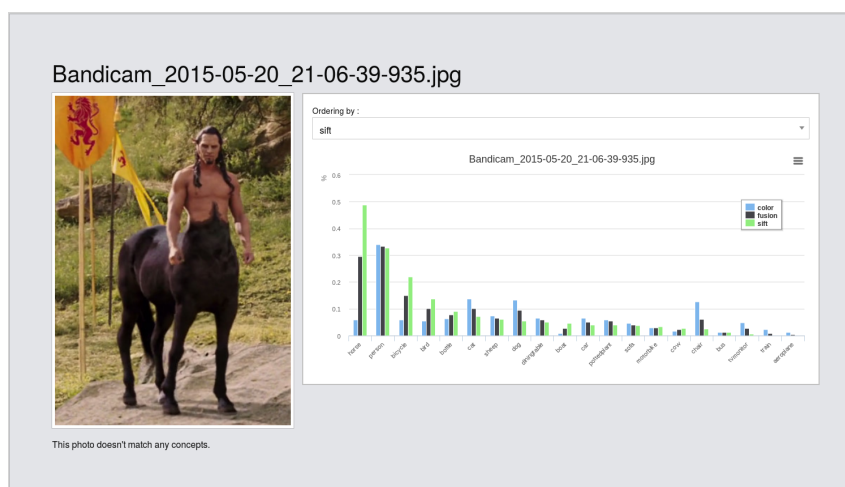 Bandicam_2015-05-20_21-06-39-935.jpg
Ordering by :
sift
Bandicam_2015-05-20_21-06-39-935.jpg
%
0.6
0.5
0.4
0.3
0.2
0.1
0
color
fusion
sift
horse person bicycle bird bottle cat sheep dog diningtable boat car pottedplant sofa motorbike cow chair bus tvmonitor train aeroplane
This photo doesn't match any concepts.